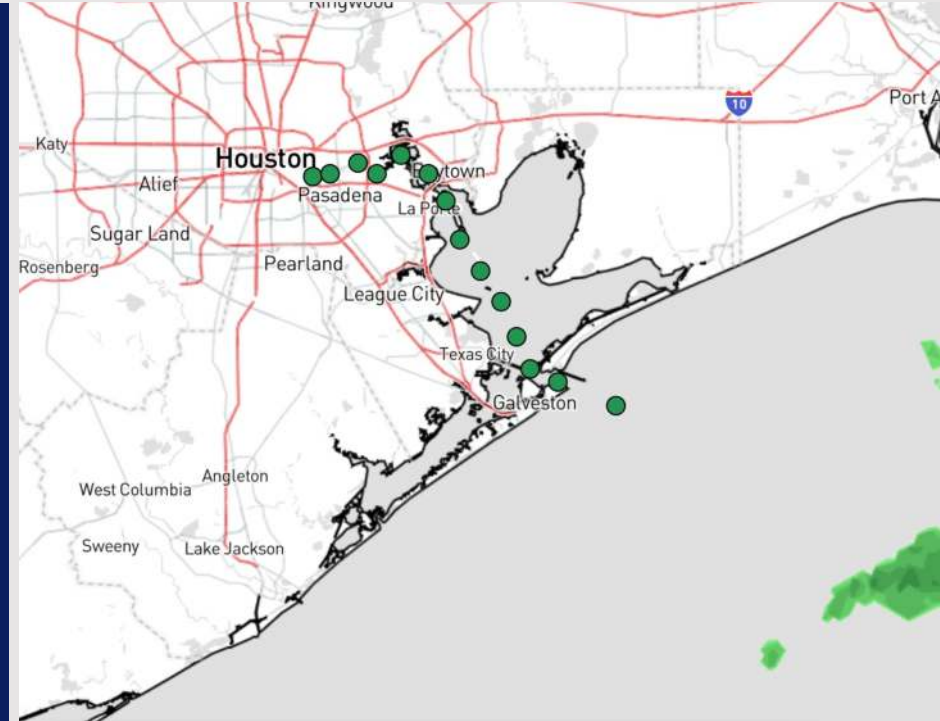 Kingwood
10
Port A
Katy
Houston
Baytown
Alief
Pasadena
La Porte
Sugar Land
Pearland
Rosenberg
League City
Texas City
Galveston
Angleton
West Columbia
Sweeny
Lake Jackson